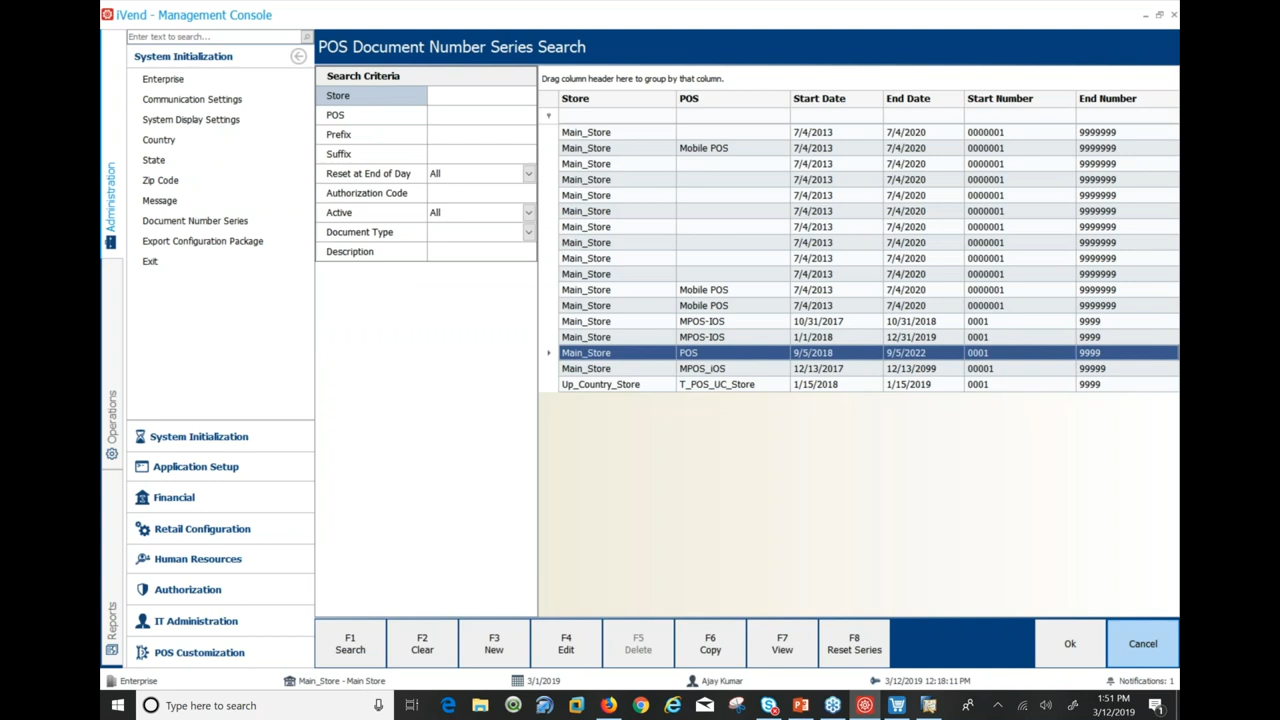 iVend - Management Console
Enter text to search...
System Initialization
Enterprise
Communication Settings
System Display Settings
Country
State
Zip Code
Message
Document Number Series
Export Configuration Package
Exit
Administration
Operations
Reports
System Initialization
Application Setup
Financial
Retail Configuration
Human Resources
Authorization
IT Administration
POS Customization
POS Document Number Series Search
Search Criteria
Store
POS
Prefix
Suffix
Reset at End of Day All
Authorization Code
Active All
Document Type
Description
Drag column header here to group by that column.
Store POS Start Date End Date Start Number End Number
Main_Store 7/4/2013 7/4/2020 0000001 9999999
Main_Store Mobile POS 7/4/2013 7/4/2020 0000001 9999999
Main_Store 7/4/2013 7/4/2020 0000001 9999999
Main_Store 7/4/2013 7/4/2020 0000001 9999999
Main_Store 7/4/2013 7/4/2020 0000001 9999999
Main_Store 7/4/2013 7/4/2020 0000001 9999999
Main_Store 7/4/2013 7/4/2020 0000001 9999999
Main_Store 7/4/2013 7/4/2020 0000001 9999999
Main_Store 7/4/2013 7/4/2020 0000001 9999999
Main_Store 7/4/2013 7/4/2020 0000001 9999999
Main_Store Mobile POS 7/4/2013 7/4/2020 0000001 9999999
Main_Store Mobile POS 7/4/2013 7/4/2020 0000001 9999999
Main_Store MPOS-IOS 10/31/2017 10/31/2018 0001 9999
Main_Store MPOS-IOS 1/1/2018 12/31/2019 0001 9999
Main_Store POS 9/5/2018 9/5/2022 0001 9999
Main_Store MPOS_iOS 12/13/2017 12/13/2099 00001 99999
Up_Country_Store T_POS_UC_Store 1/15/2018 1/15/2019 0001 9999
F1 Search
F2 Clear
F3 New
F4 Edit
F5 Delete
F6 Copy
F7 View
F8 Reset Series
Ok
Cancel
Enterprise Main_Store - Main Store 3/1/2019 Ajay Kumar 3/12/2019 12:18:11 PM Notifications: 1
Type here to search
1:51 PM
3/12/2019
1